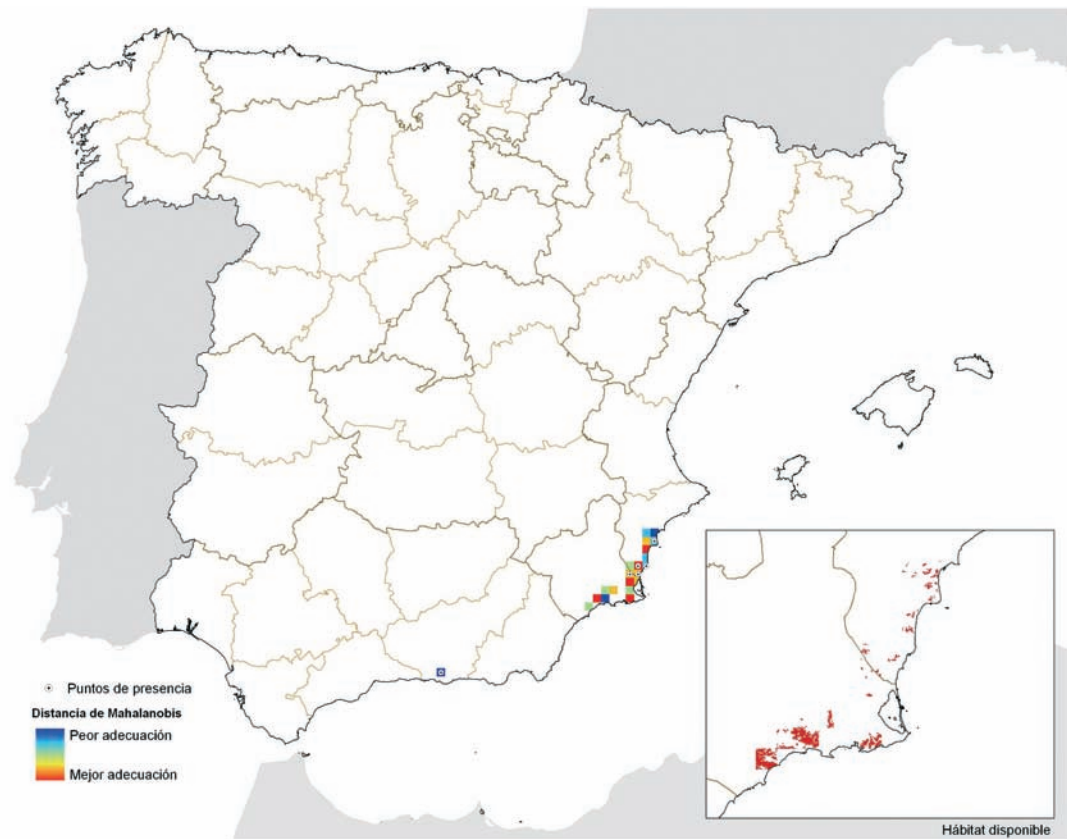 Puntos de presencia
Distancia de Mahalanobis
Peor adecuación
Mejor adecuación
Hábitat disponible